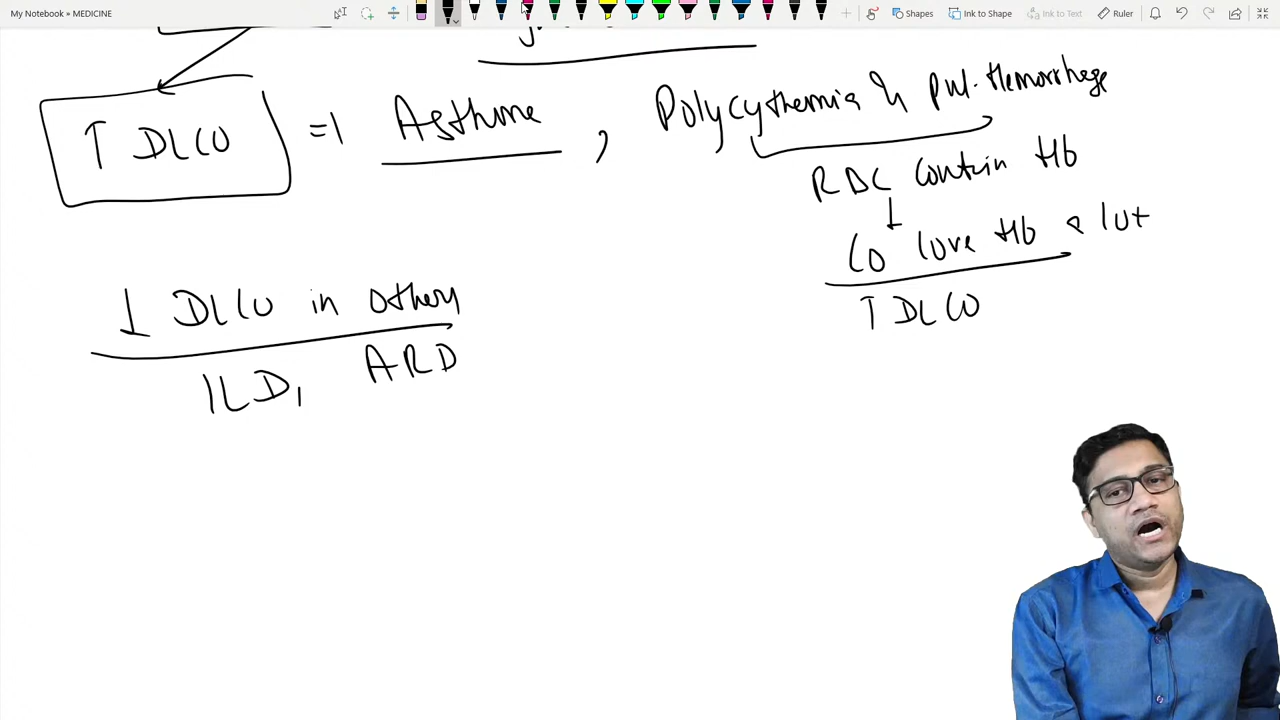 My Notebook » MEDICINE
Shapes
Ink to Shape
Ink to Text
Ruler
↑ DLCO => Asthma , Polycythemia & pul. Hemorrhage
RBC contain Hb
↓
CO love Hb a lot
↑ DLCO
↓ DLCO in others
ILD, ARD